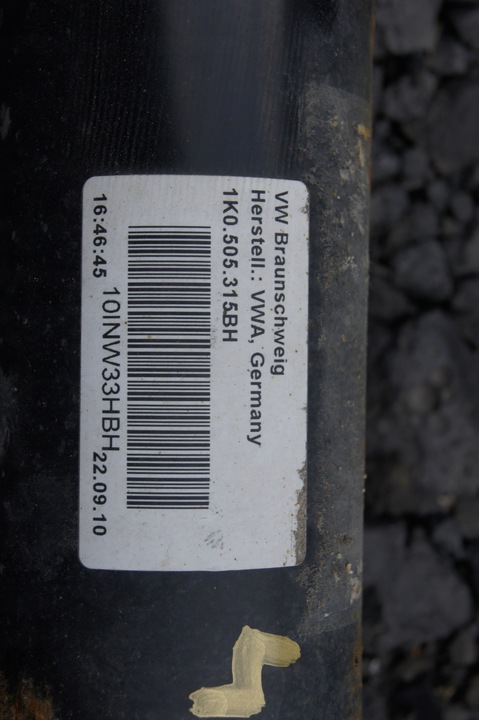 VW Braunschweig
Herstell.: VWA, Germany
1K0.505.315BH
16:46:45 10INW33HBH 22.09.10